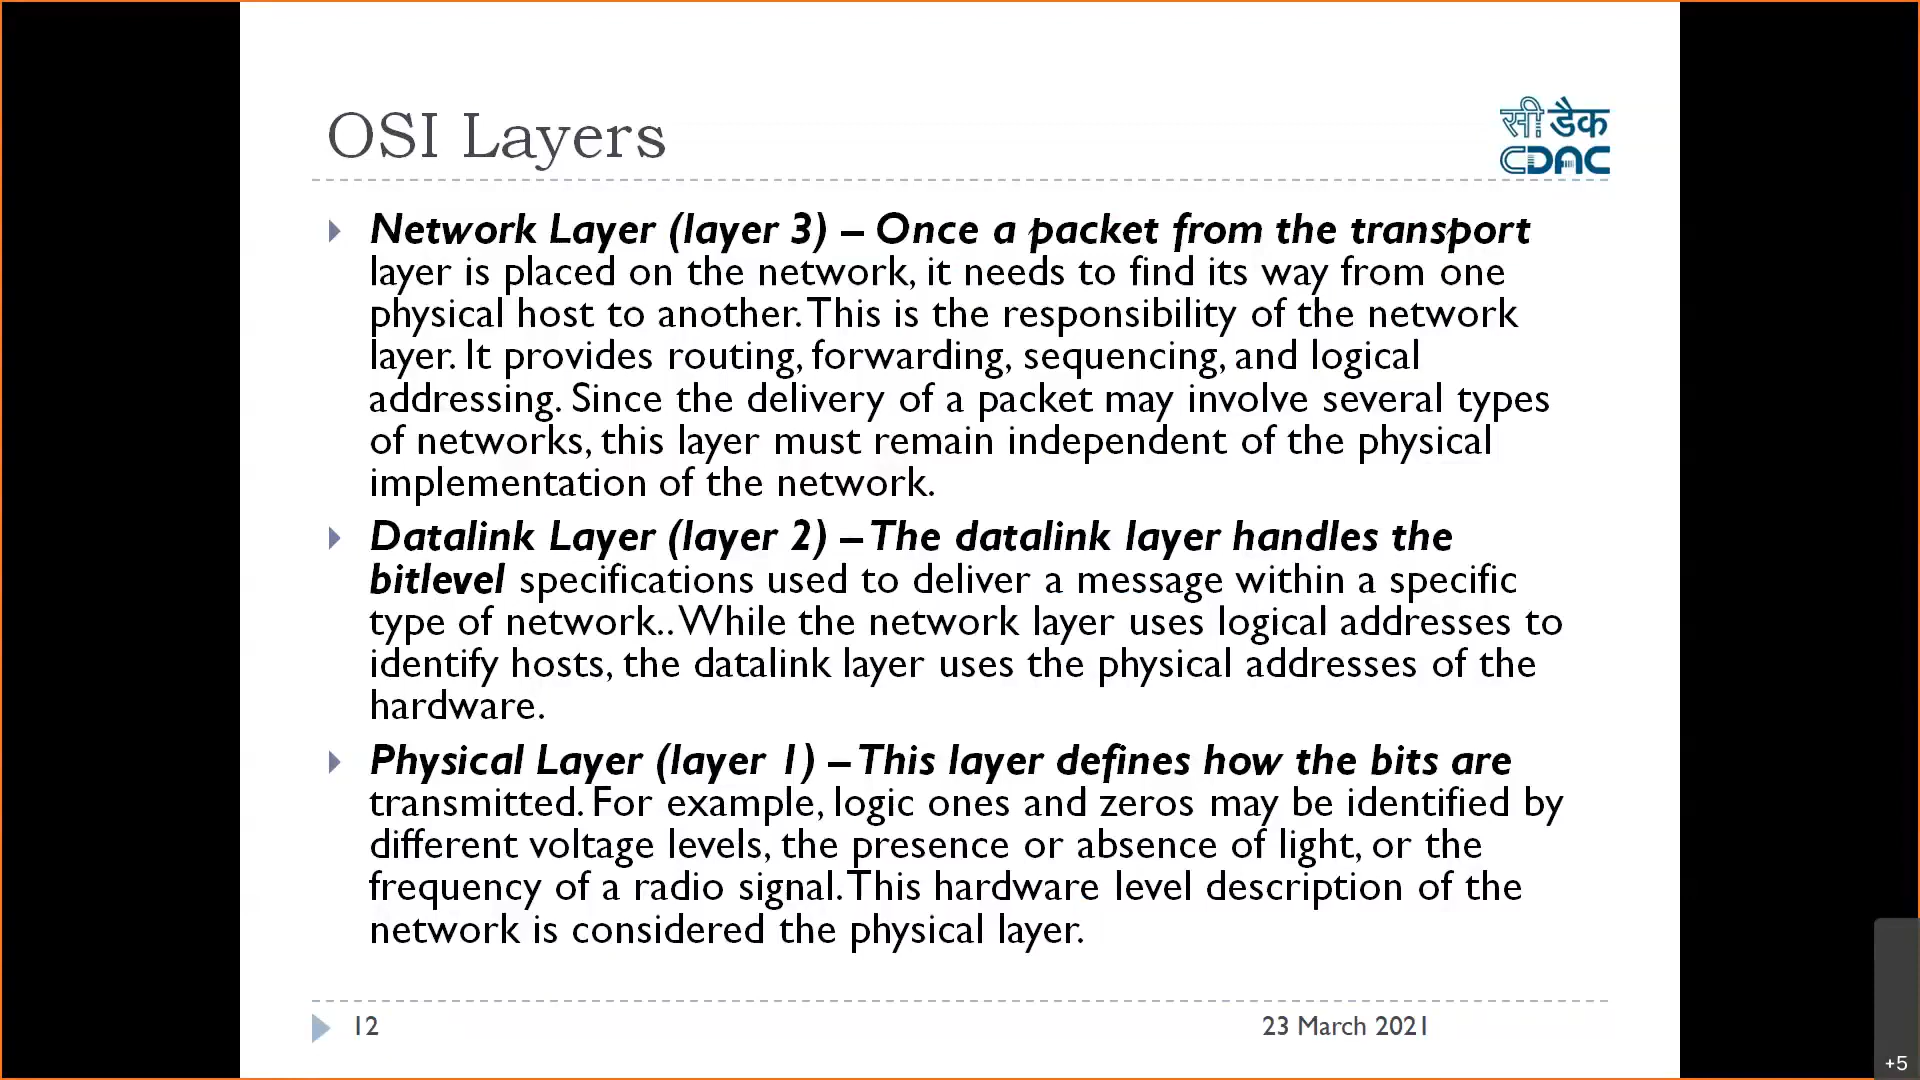 OSI Layers
सी डैक
CDAC
Network Layer (layer 3) – Once a packet from the transport
layer is placed on the network, it needs to find its way from one
physical host to another. This is the responsibility of the network
layer. It provides routing, forwarding, sequencing, and logical
addressing. Since the delivery of a packet may involve several types
of networks, this layer must remain independent of the physical
implementation of the network.
Datalink Layer (layer 2) – The datalink layer handles the
bitlevel specifications used to deliver a message within a specific
type of network.. While the network layer uses logical addresses to
identify hosts, the datalink layer uses the physical addresses of the
hardware.
Physical Layer (layer 1) – This layer defines how the bits are
transmitted. For example, logic ones and zeros may be identified by
different voltage levels, the presence or absence of light, or the
frequency of a radio signal. This hardware level description of the
network is considered the physical layer.
12
23 March 2021
+5